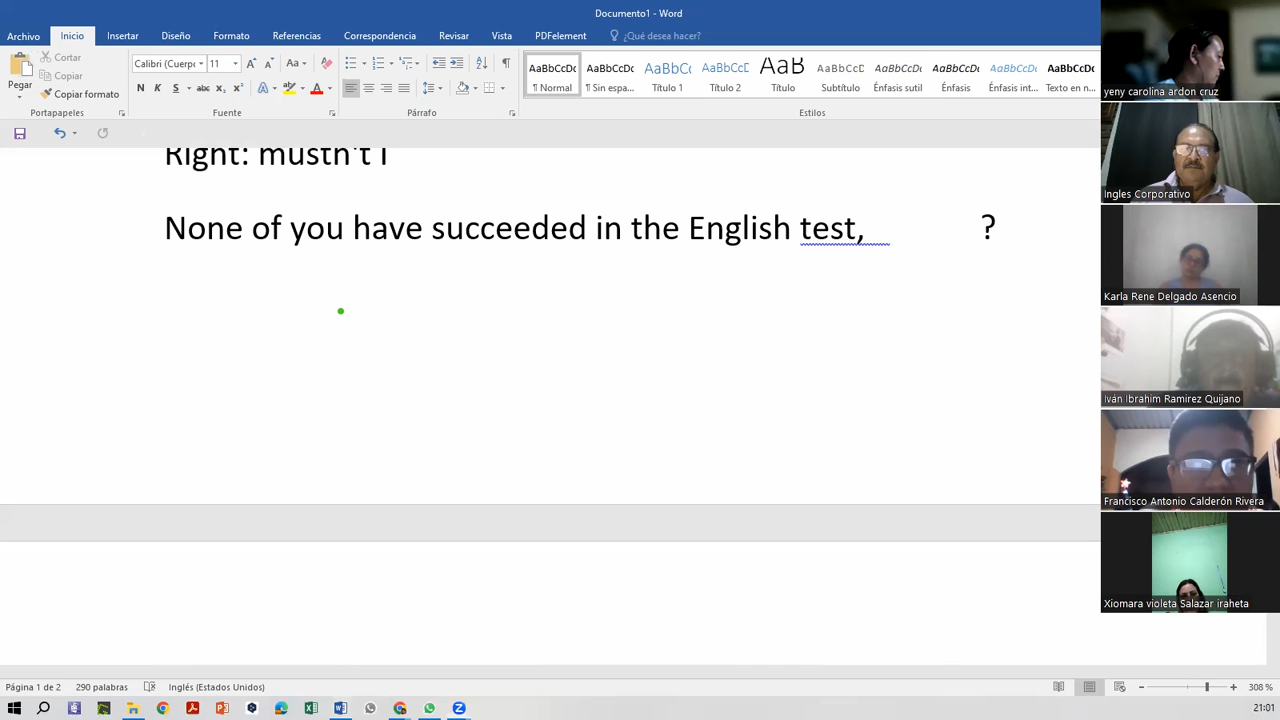 Documento1 - Word
Archivo Inicio Insertar Diseño Formato Referencias Correspondencia Revisar Vista PDFelement ¿Qué desea hacer?
Pegar Cortar
Copiar
Copiar formato
Calibri (Cuerpo 11
N K S abc X₂ X²
AaBbCcDc AaBbCcDc AaBbCc AaBbCcD AaB AaBbCcD AaBbCcDc AaBbCcDc AaBbCcDc AaBbCcDc
¶ Normal ¶ Sin espa... Título 1 Título 2 Título Subtítulo Énfasis sutil Énfasis Énfasis int... Texto en n...
Portapapeles Fuente Párrafo Estilos
Right: mustn't I
None of you have succeeded in the English test, ?
yeny carolina ardon cruz
Ingles Corporativo
Karla Rene Delgado Asencio
Iván Ibrahim Ramírez Quijano
Francisco Antonio Calderón Rivera
Xiomara violeta Salazar iraheta
Página 1 de 2 290 palabras Inglés (Estados Unidos) 308 %
21:01